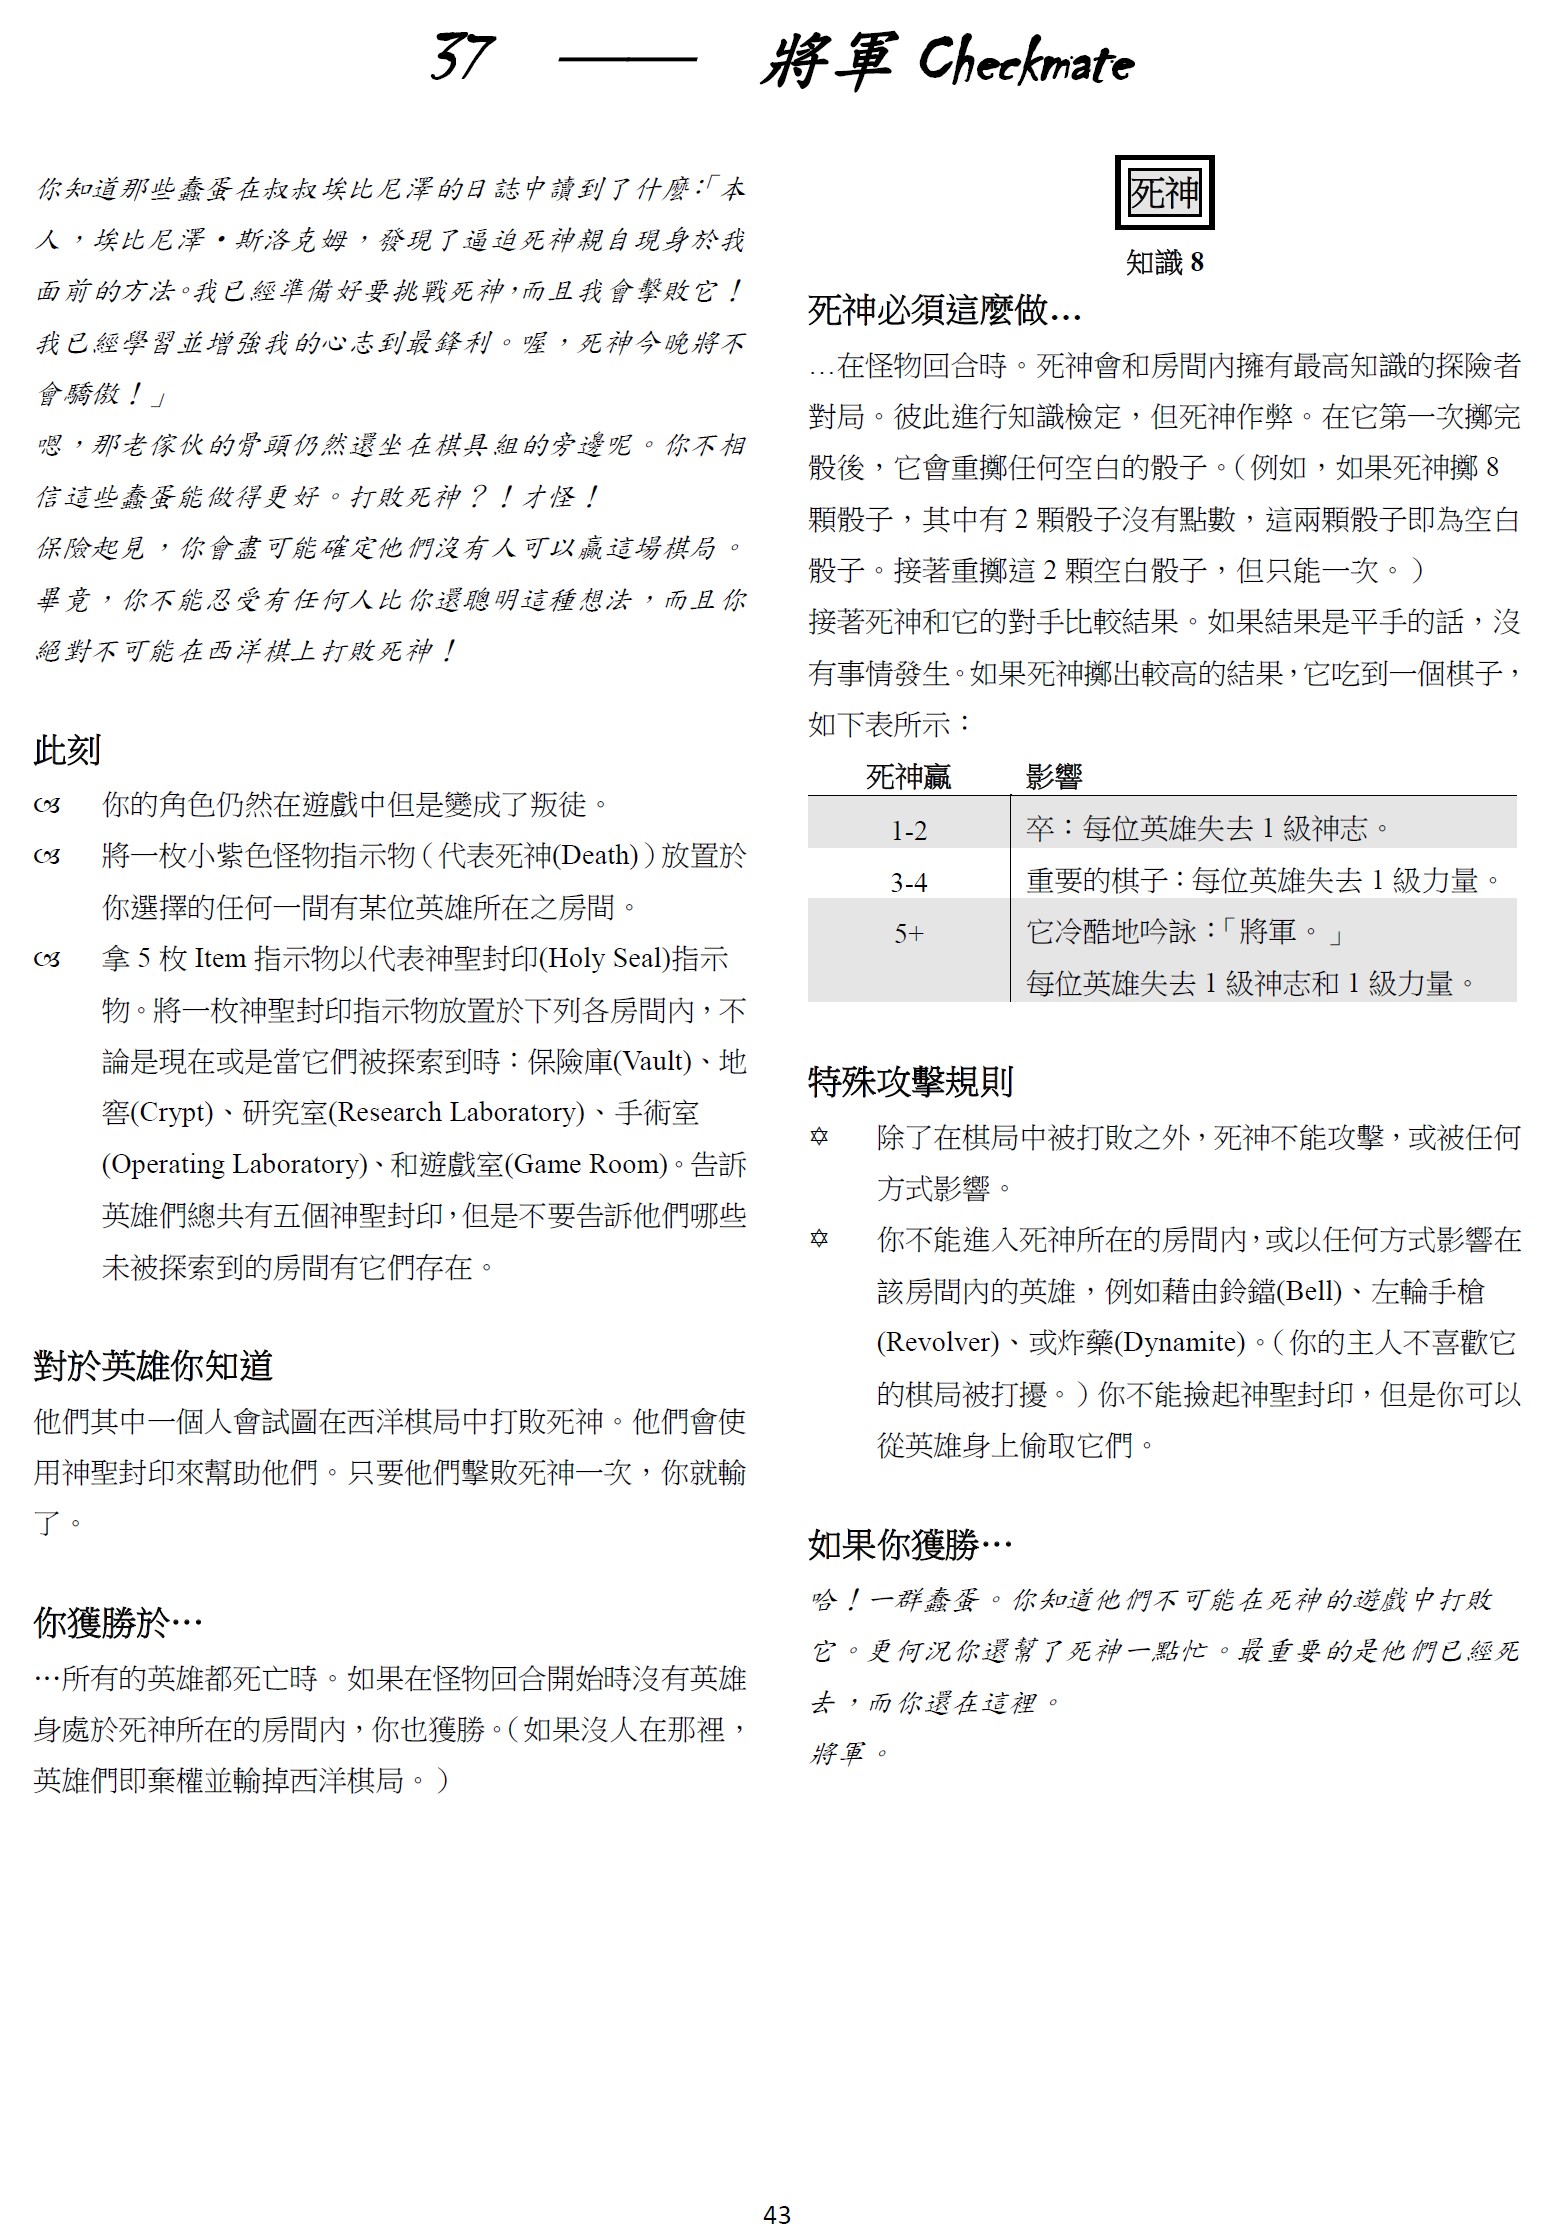 37 —— 將軍 Checkmate
你知道那些蠢蛋在叔叔埃比尼澤的日誌中讀到了什麼：「本
人，埃比尼澤‧斯洛克姆，發現了逼迫死神親自現身於我
面前的方法。我已經準備好要挑戰死神，而且我會擊敗它！
我已經學習並增強我的心志到最鋒利。喔，死神今晚將不
會驕傲！」
嗯，那老傢伙的骨頭仍然還坐在棋具組的旁邊呢。你不相
信這些蠢蛋能做得更好。打敗死神？！才怪！
保險起見，你會盡可能確定他們沒有人可以贏這場棋局。
畢竟，你不能忍受有任何人比你還聰明這種想法，而且你
絕對不可能在西洋棋上打敗死神！
此刻
你的角色仍然在遊戲中但是變成了叛徒。
將一枚小紫色怪物指示物（代表死神(Death)）放置於
你選擇的任何一間有某位英雄所在之房間。
拿 5 枚 Item 指示物以代表神聖封印(Holy Seal)指示
物。將一枚神聖封印指示物放置於下列各房間內，不
論是現在或是當它們被探索到時：保險庫(Vault)、地
窖(Crypt)、研究室(Research Laboratory)、手術室
(Operating Laboratory)、和遊戲室(Game Room)。告訴
英雄們總共有五個神聖封印，但是不要告訴他們哪些
未被探索到的房間有它們存在。
對於英雄你知道
他們其中一個人會試圖在西洋棋局中打敗死神。他們會使
用神聖封印來幫助他們。只要他們擊敗死神一次，你就輸
了。
你獲勝於…
…所有的英雄都死亡時。如果在怪物回合開始時沒有英雄
身處於死神所在的房間內，你也獲勝。（如果沒人在那裡，
英雄們即棄權並輸掉西洋棋局。）
死神
知識 8
死神必須這麼做…
…在怪物回合時。死神會和房間內擁有最高知識的探險者
對局。彼此進行知識檢定，但死神作弊。在它第一次擲完
骰後，它會重擲任何空白的骰子。（例如，如果死神擲 8
顆骰子，其中有 2 顆骰子沒有點數，這兩顆骰子即為空白
骰子。接著重擲這 2 顆空白骰子，但只能一次。）
接著死神和它的對手比較結果。如果結果是平手的話，沒
有事情發生。如果死神擲出較高的結果，它吃到一個棋子，
如下表所示：
死神贏 影響
1-2 卒：每位英雄失去 1 級神志。
3-4 重要的棋子：每位英雄失去 1 級力量。
5+ 它冷酷地吟詠：「將軍。」
每位英雄失去 1 級神志和 1 級力量。
特殊攻擊規則
✡ 除了在棋局中被打敗之外，死神不能攻擊，或被任何
方式影響。
✡ 你不能進入死神所在的房間內，或以任何方式影響在
該房間內的英雄，例如藉由鈴鐺(Bell)、左輪手槍
(Revolver)、或炸藥(Dynamite)。（你的主人不喜歡它
的棋局被打擾。）你不能撿起神聖封印，但是你可以
從英雄身上偷取它們。
如果你獲勝…
哈！一群蠢蛋。你知道他們不可能在死神的遊戲中打敗
它。更何況你還幫了死神一點忙。最重要的是他們已經死
去，而你還在這裡。
將軍。
43